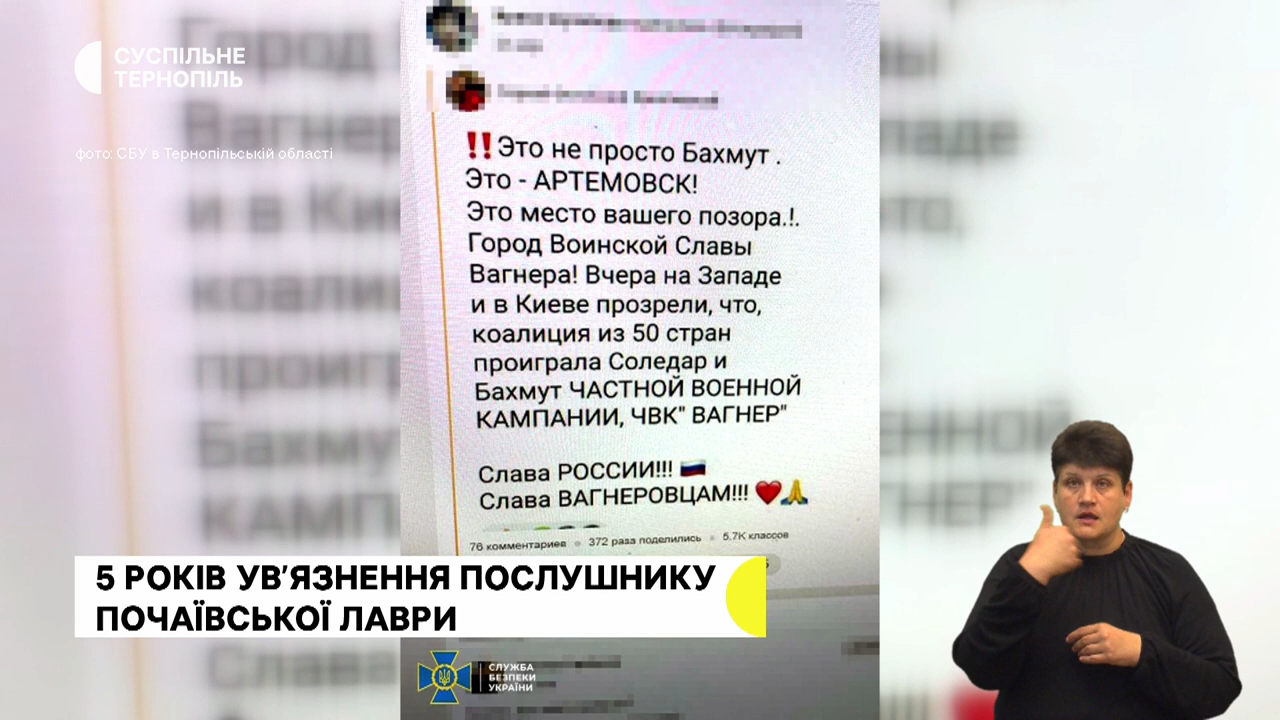 СУСПІЛЬНЕ
ТЕРНОПІЛЬ
фото: СБУ в Тернопільській області
‼️Это не просто Бахмут .
Это - АРТЕМОВСК!
Это место вашего позора.!.
Город Воинской Славы
Вагнера! Вчера на Западе
и в Киеве прозрели, что,
коалиция из 50 стран
проиграла Соледар и
Бахмут ЧАСТНОЙ ВОЕННОЙ
КАМПАНИИ, ЧВК" ВАГНЕР"
Слава РОССИИ!!! 🇷🇺
Слава ВАГНЕРОВЦАМ!!! ❤️🙏
76 комментариев • 372 раза поделились • 5.7К классов
5 РОКІВ УВ’ЯЗНЕННЯ ПОСЛУШНИКУ
ПОЧАЇВСЬКОЇ ЛАВРИ
СЛУЖБА
БЕЗПЕКИ
УКРАЇНИ